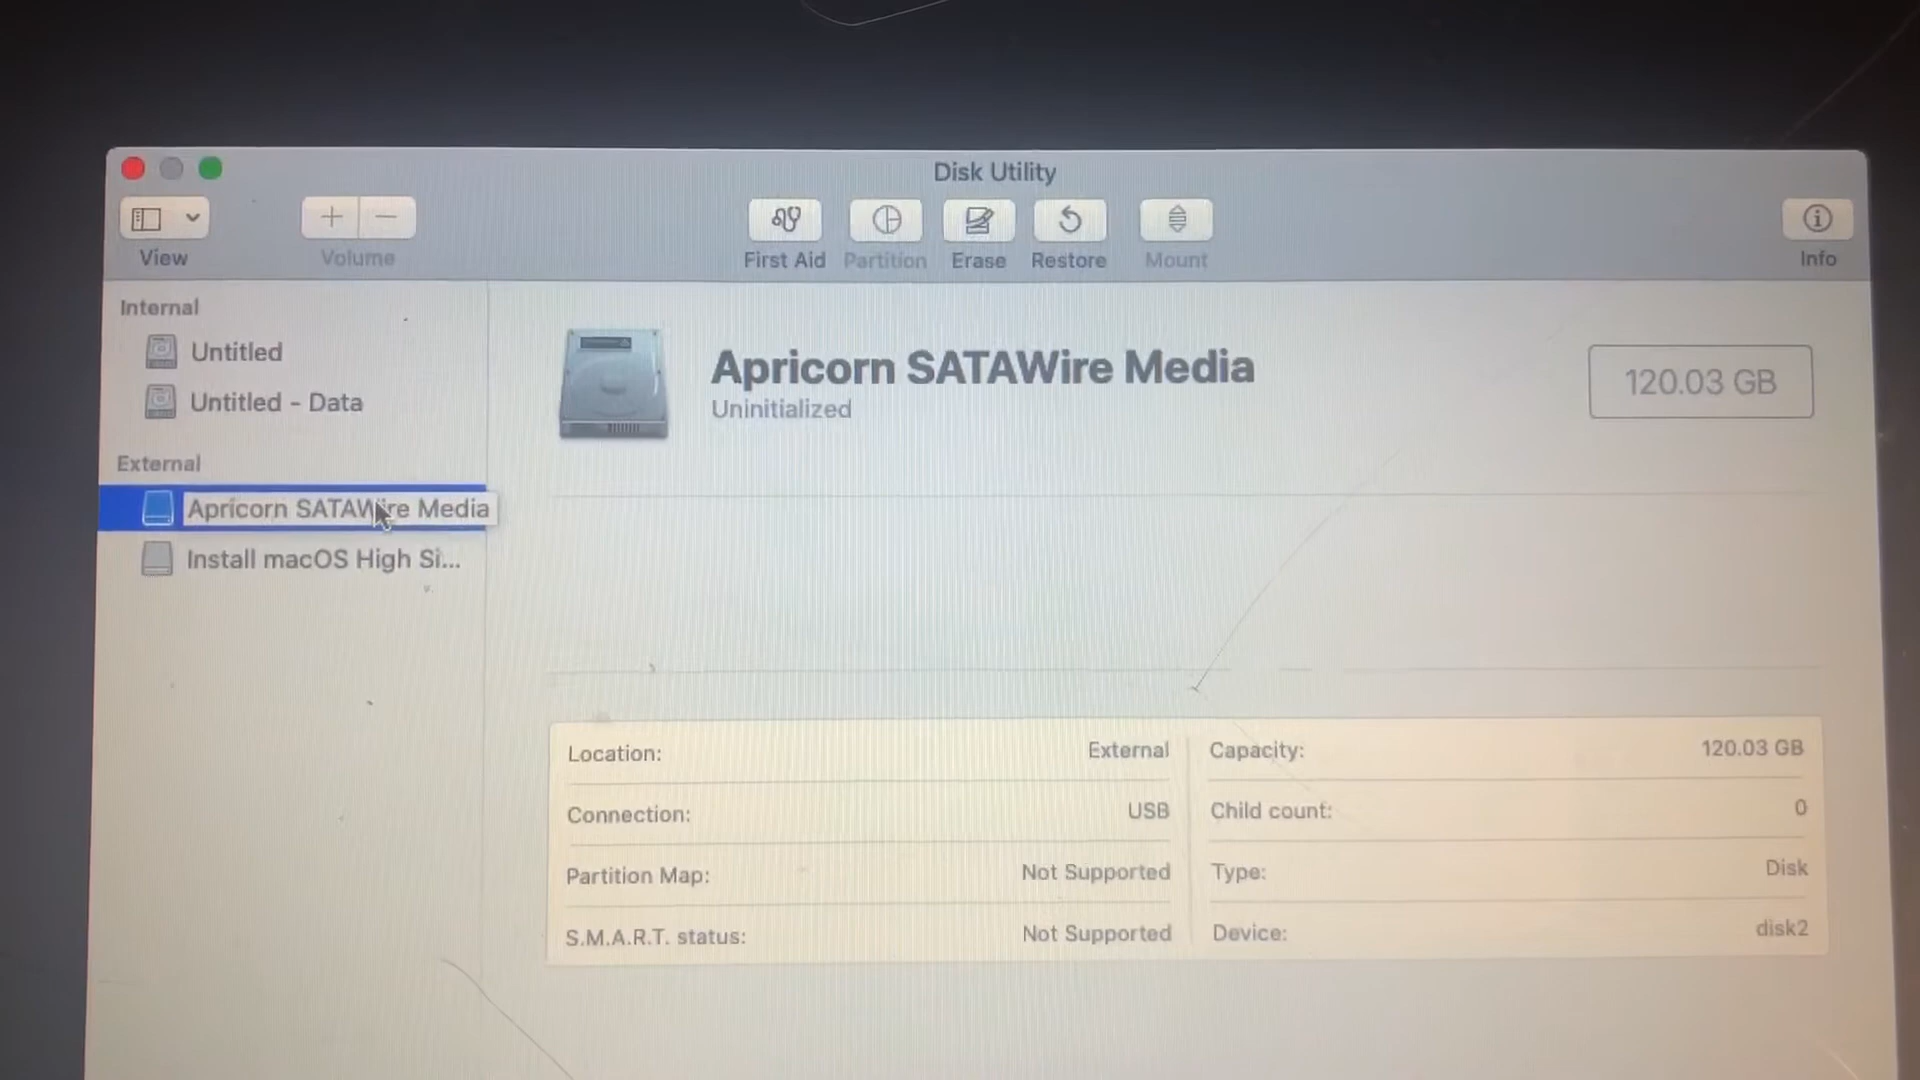 Disk Utility
View
Volume
First Aid
Partition
Erase
Restore
Mount
Info
Internal
Untitled
Untitled - Data
External
Apricorn SATAWire Media
Install macOS High Si...
Apricorn SATAWire Media
Uninitialized
120.03 GB
Location: External
Connection: USB
Partition Map: Not Supported
S.M.A.R.T. status: Not Supported
Capacity: 120.03 GB
Child count: 0
Type: Disk
Device: disk2